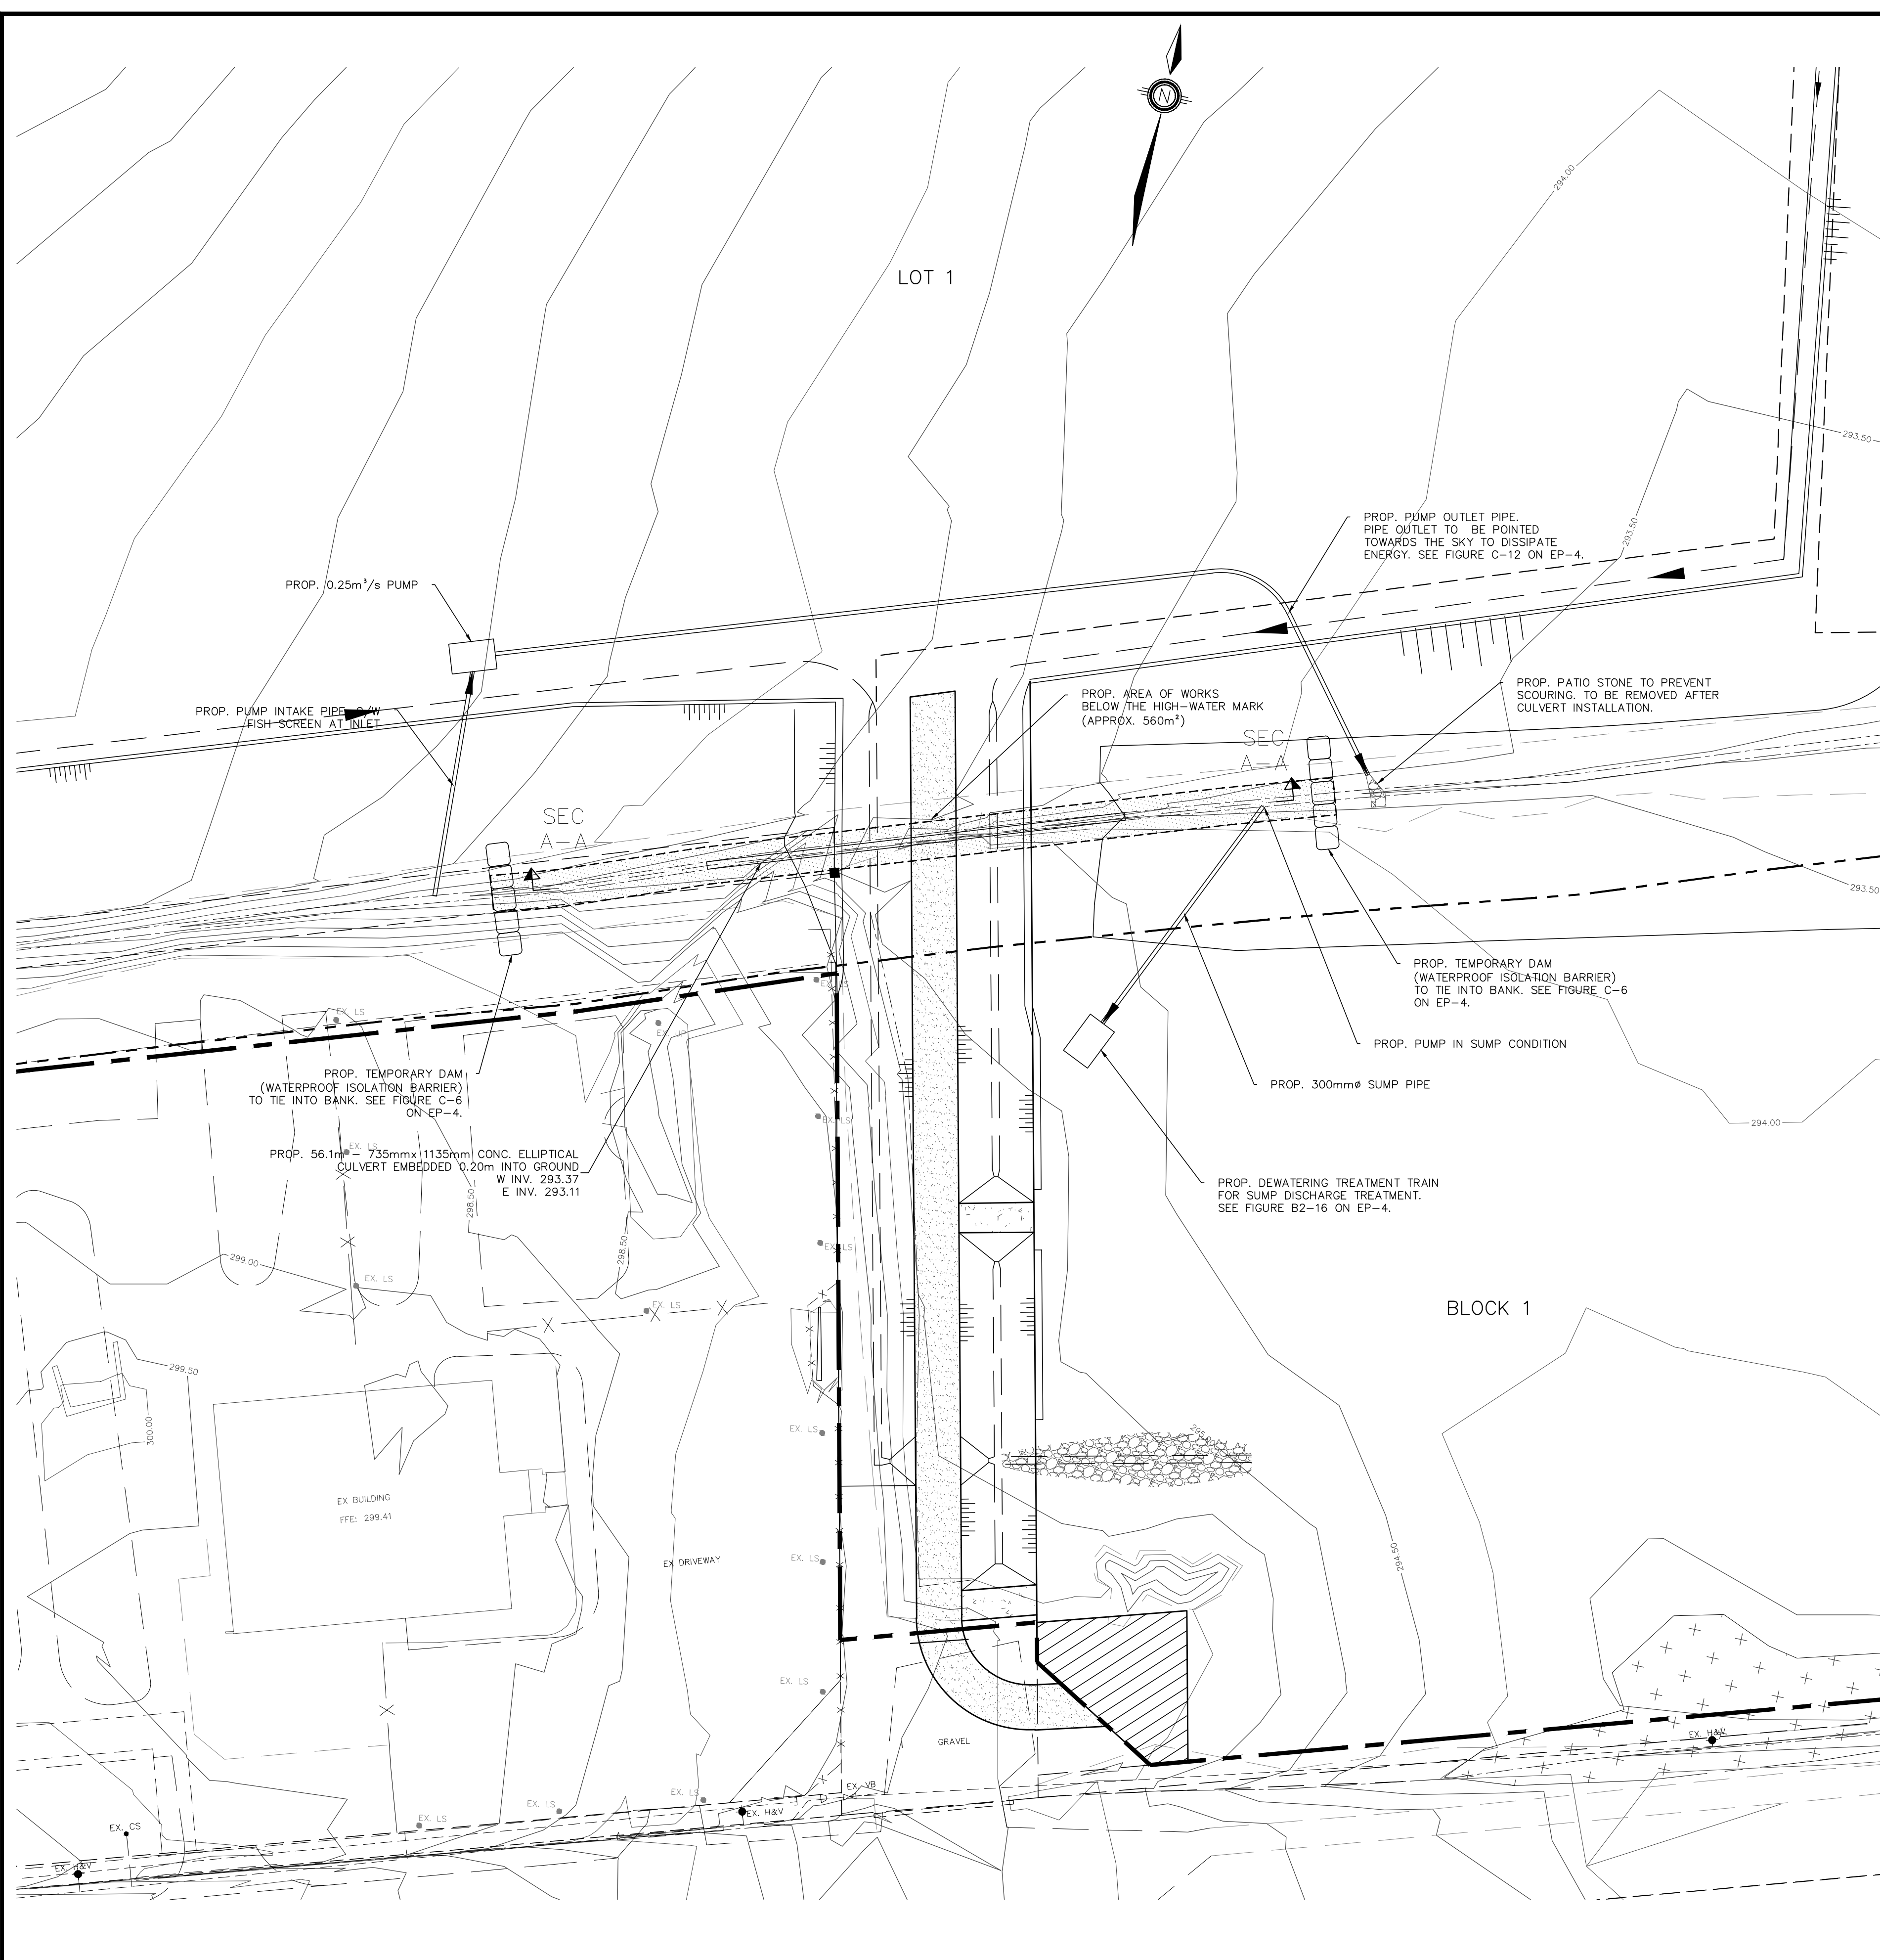 N
LOT 1
294.00
293.50
PROP. PUMP OUTLET PIPE.
PIPE OUTLET TO  BE POINTED
TOWARDS THE SKY TO DISSIPATE
ENERGY. SEE FIGURE C-12 ON EP-4.
293.50
PROP. 0.25m³/s PUMP
PROP. PUMP INTAKE PIPE. C/W
FISH SCREEN AT INLET
PROP. AREA OF WORKS
BELOW THE HIGH-WATER MARK
(APPROX. 560m²)
PROP. PATIO STONE TO PREVENT
SCOURING. TO BE REMOVED AFTER
CULVERT INSTALLATION.
SEC
A-A
SEC
A-A
293.50
PROP. TEMPORARY DAM
(WATERPROOF ISOLATION BARRIER)
TO TIE INTO BANK. SEE FIGURE C-6
ON EP-4.
EX. LS
EX. LS
EX. UP
PROP. PUMP IN SUMP CONDITION
PROP. 300mmø SUMP PIPE
PROP. TEMPORARY DAM
(WATERPROOF ISOLATION BARRIER)
TO TIE INTO BANK. SEE FIGURE C-6
ON EP-4.
EX. LS
294.00
EX. LS
PROP. 56.1m - 735mmx 1135mm CONC. ELLIPTICAL
CULVERT EMBEDDED 0.20m INTO GROUND
W INV. 293.37
E INV. 293.11
PROP. DEWATERING TREATMENT TRAIN
FOR SUMP DISCHARGE TREATMENT.
SEE FIGURE B2-16 ON EP-4.
298.50
298.50
299.00
EX. LS
EX. LS
EX. LS
BLOCK 1
299.50
300.00
EX. LS
EX BUILDING
FFE: 299.41
EX DRIVEWAY
EX. LS
294.50
EX. LS
GRAVEL
EX. H&V
EX. VB
EX. LS
EX. LS
EX. H&V
EX. LS
EX. CS
EX. H&V